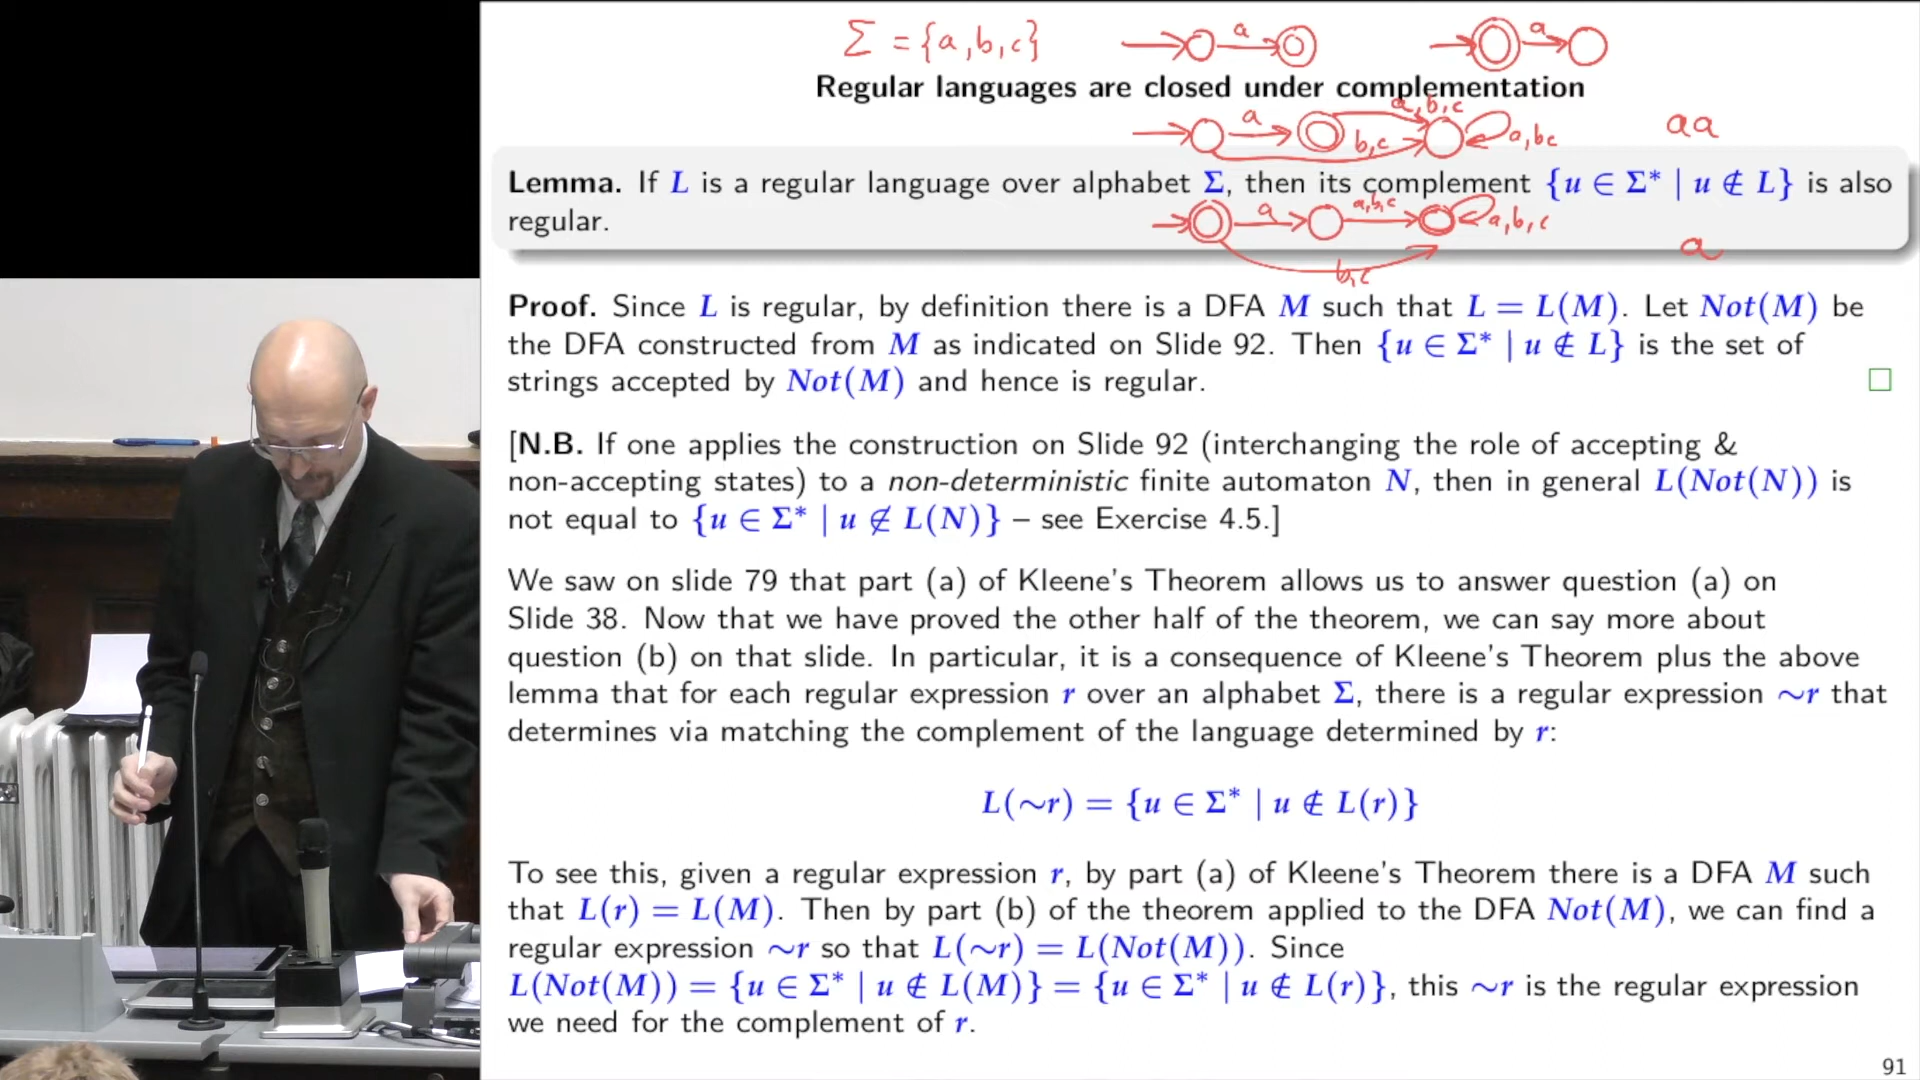 Σ = {a,b,c} a a
Regular languages are closed under complementation
a a,b,c b,c a,bc aa
Lemma. If L is a regular language over alphabet Σ, then its complement {u ∈ Σ* | u ∉ L} is also
regular. a a,b,c a,b,c
b,c a
Proof. Since L is regular, by definition there is a DFA M such that L = L(M). Let Not(M) be
the DFA constructed from M as indicated on Slide 92. Then {u ∈ Σ* | u ∉ L} is the set of
strings accepted by Not(M) and hence is regular. □
[N.B. If one applies the construction on Slide 92 (interchanging the role of accepting &
non-accepting states) to a non-deterministic finite automaton N, then in general L(Not(N)) is
not equal to {u ∈ Σ* | u ∉ L(N)} – see Exercise 4.5.]
We saw on slide 79 that part (a) of Kleene's Theorem allows us to answer question (a) on
Slide 38. Now that we have proved the other half of the theorem, we can say more about
question (b) on that slide. In particular, it is a consequence of Kleene's Theorem plus the above
lemma that for each regular expression r over an alphabet Σ, there is a regular expression ∼r that
determines via matching the complement of the language determined by r:
L(∼r) = {u ∈ Σ* | u ∉ L(r)}
To see this, given a regular expression r, by part (a) of Kleene's Theorem there is a DFA M such
that L(r) = L(M). Then by part (b) of the theorem applied to the DFA Not(M), we can find a
regular expression ∼r so that L(∼r) = L(Not(M)). Since
L(Not(M)) = {u ∈ Σ* | u ∉ L(M)} = {u ∈ Σ* | u ∉ L(r)}, this ∼r is the regular expression
we need for the complement of r.
91